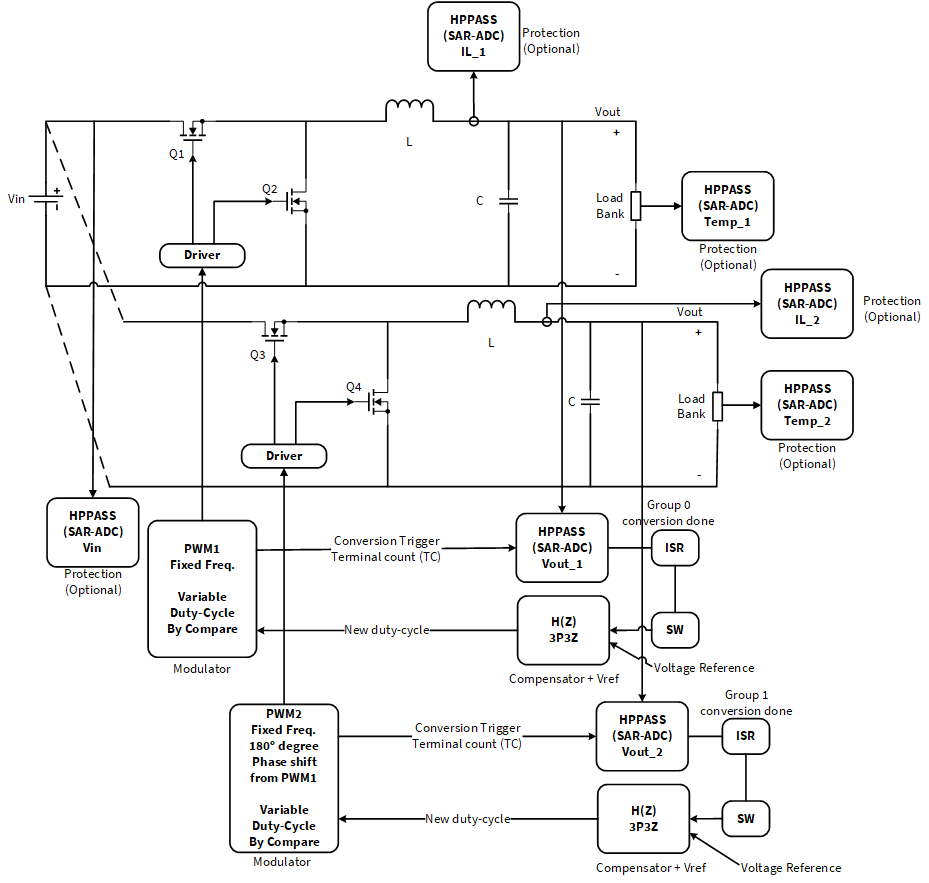 HPPASS
(SAR-ADC)
IL_1
Protection
(Optional)
Vout
+
Q1
L
Vin
+
Q2
C
Load
Bank
HPPASS
(SAR-ADC)
Temp_1
Protection
(Optional)
Driver
-
HPPASS
(SAR-ADC)
IL_2
Protection
(Optional)
Vout
+
Q3
L
Q4
C
Load
Bank
HPPASS
(SAR-ADC)
Temp_2
Protection
(Optional)
Driver
-
HPPASS
(SAR-ADC)
Vin
Protection
(Optional)
PWM1
Fixed Freq.
Variable
Duty-Cycle
By Compare
Modulator
Conversion Trigger
Terminal count (TC)
HPPASS
(SAR-ADC)
Vout_1
Group 0
conversion done
ISR
SW
H(Z)
3P3Z
New duty-cycle
Compensator + Vref
Voltage Reference
PWM2
Fixed Freq.
180° degree
Phase shift
from PWM1
Variable
Duty-Cycle
By Compare
Modulator
Conversion Trigger
Terminal count (TC)
HPPASS
(SAR-ADC)
Vout_2
Group 1
conversion done
ISR
SW
H(Z)
3P3Z
New duty-cycle
Compensator + Vref
Voltage Reference